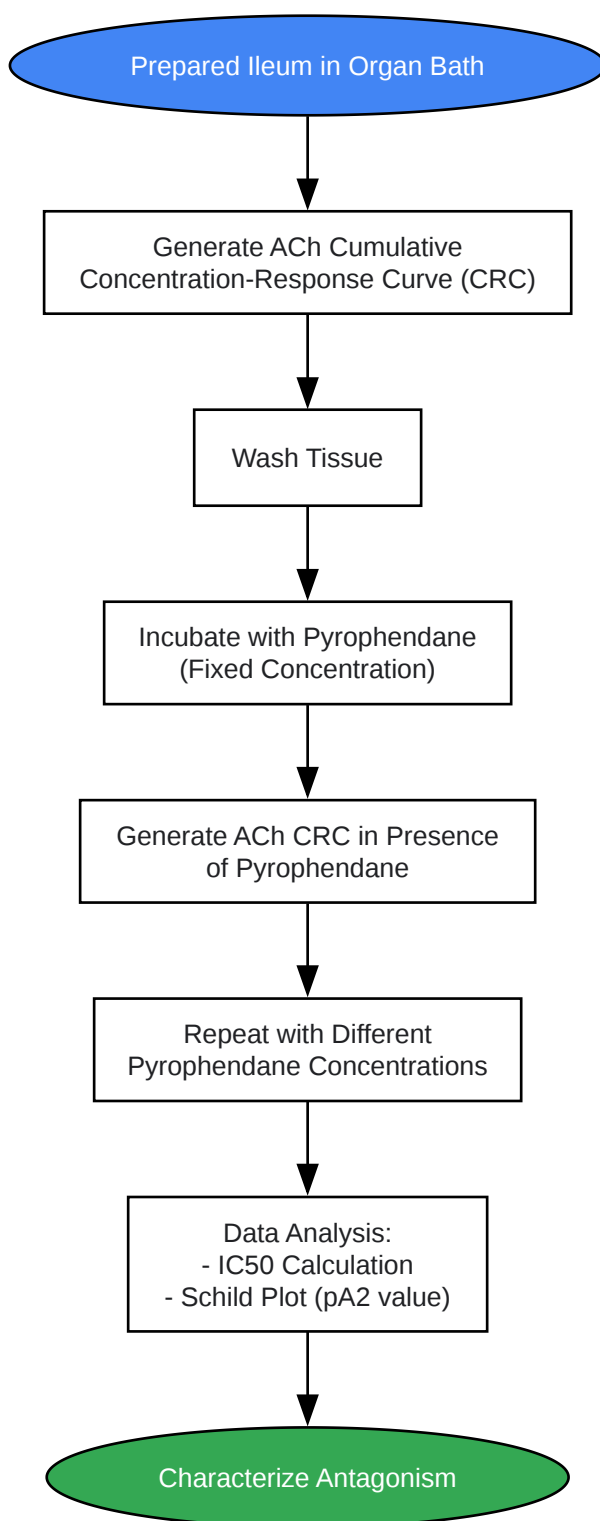 Prepared Ileum in Organ Bath
Generate ACh Cumulative
Concentration-Response Curve (CRC)
Wash Tissue
Incubate with Pyrophendane
(Fixed Concentration)
Generate ACh CRC in Presence
of Pyrophendane
Repeat with Different
Pyrophendane Concentrations
Data Analysis:
- IC50 Calculation
- Schild Plot (pA2 value)
Characterize Antagonism